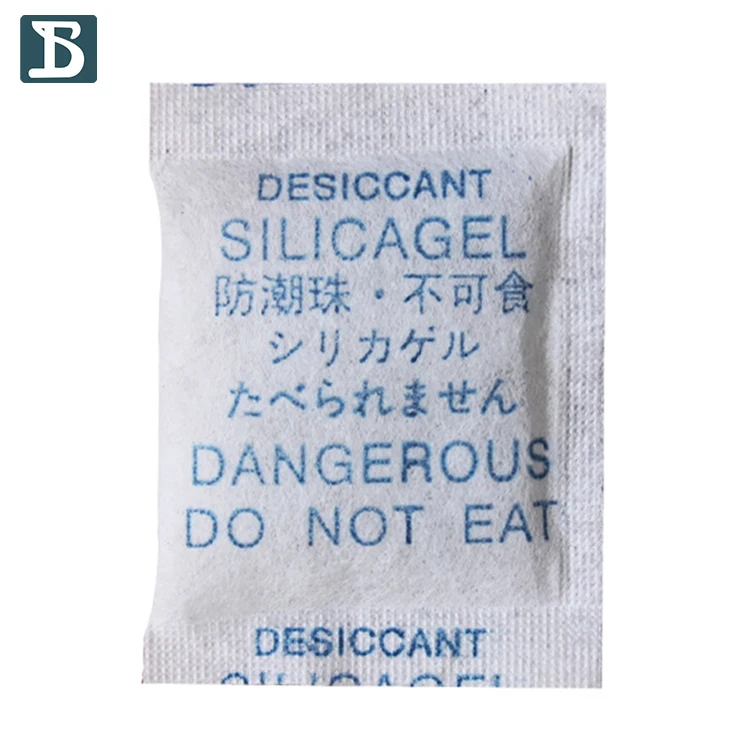 DESICCANT
SILICAGEL
防潮珠・不可食
シリカゲル
たべられません
DANGEROUS
DO NOT EAT
DESICCANT
SILICAGEL